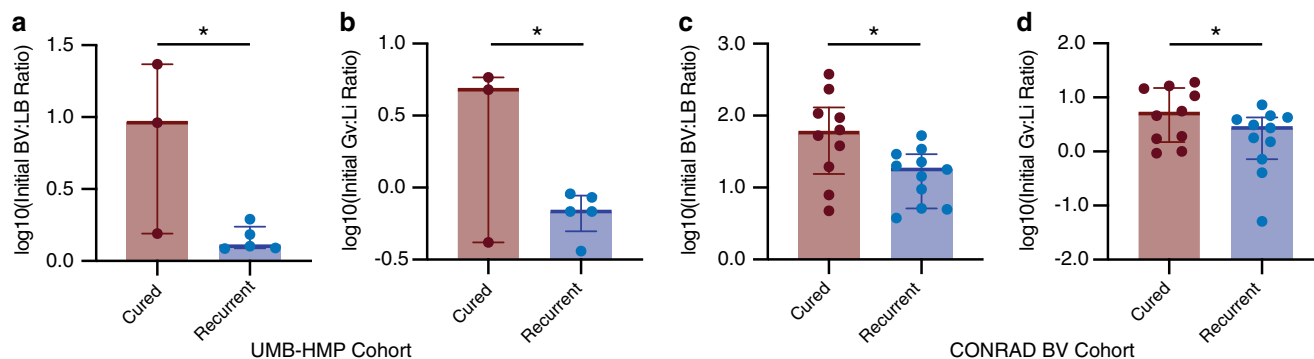 a
log10(Initial BV:LB Ratio)
1.5
1.0
0.5
0.0
*
Cured
Recurrent
b
log10(Initial Gv:Li Ratio)
1.0
0.5
0.0
-0.5
*
Cured
Recurrent
UMB-HMP Cohort
c
log10(Initial BV:LB Ratio)
3.0
2.0
1.0
0.0
*
Cured
Recurrent
d
log10(Initial Gv:Li Ratio)
2.0
1.0
0.0
-1.0
-2.0
*
Cured
Recurrent
CONRAD BV Cohort